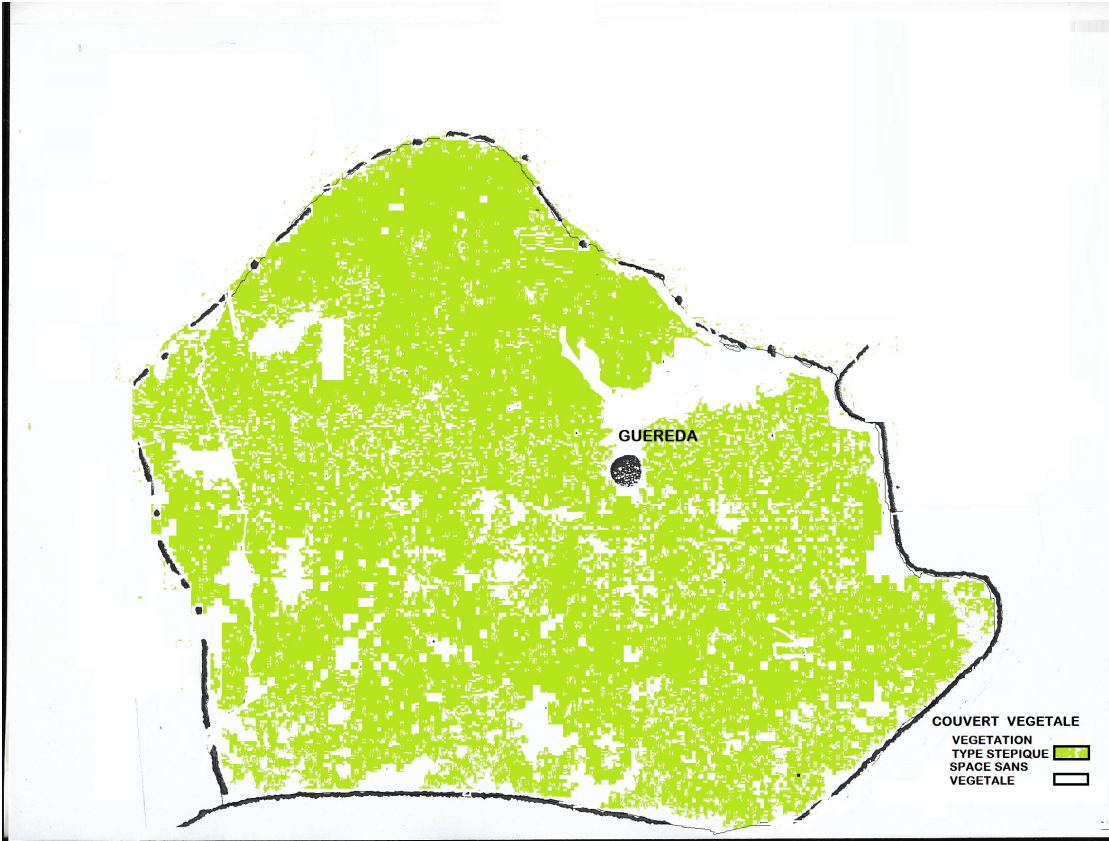 GUEREDA
COUVERT VEGETALE
VEGETATION
TYPE STEPIQUE
SPACE SANS
VEGETALE